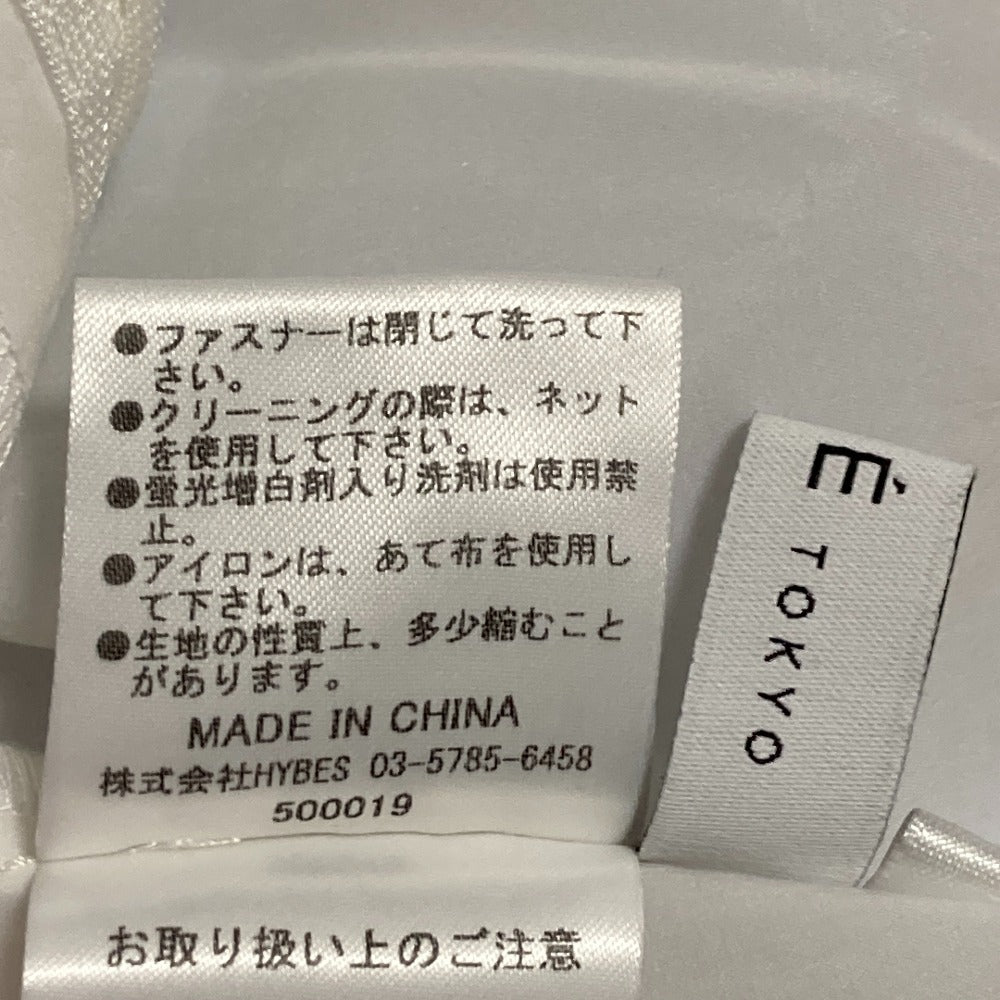 ●ファスナーは閉じて洗って下
さい。
●クリーニングの際は、ネット
を使用して下さい。
●蛍光増白剤入り洗剤は使用禁
止。
●アイロンは、あて布を使用し
て下さい。
●生地の性質上、多少縮むこと
があります。
MADE IN CHINA
株式会社HYBES 03-5785-6458
500019
お取り扱い上のご注意
É TOKYO